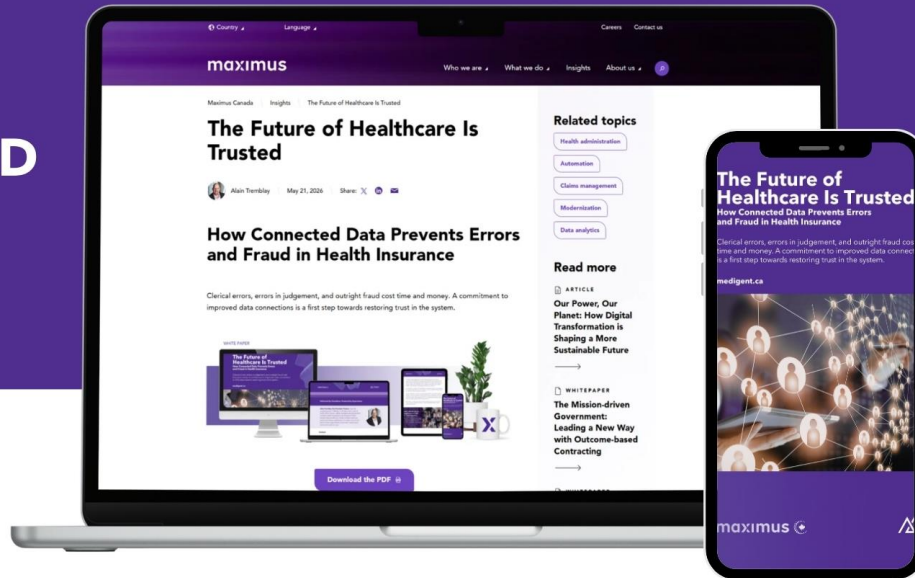 D
Country
Language
Careers
Contact us
maximus
Who we are
What we do
Insights
About us
Maximus Canada
Insights
The Future of Healthcare Is Trusted
The Future of Healthcare Is
Trusted
Alain Tremblay
May 21, 2026
Share:
How Connected Data Prevents Errors
and Fraud in Health Insurance
Clerical errors, errors in judgement, and outright fraud cost time and money. A commitment to
improved data connections is a first step towards restoring trust in the system.
WHITE PAPER
The Future of
Healthcare Is Trusted
X
Download the PDF
Related topics
Health administration
Automation
Claims management
Modernization
Data analytics
Read more
ARTICLE
Our Power, Our
Planet: How Digital
Transformation is
Shaping a More
Sustainable Future
WHITEPAPER
The Mission-driven
Government:
Leading a New Way
with Outcome-based
Contracting
The Future of
Healthcare Is Trusted
How Connected Data Prevents Errors
and Fraud in Health Insurance
Clerical errors, errors in judgement, and outright fraud cos
time and money. A commitment to improved data connect
is a first step towards restoring trust in the system.
medigent.ca
maximus